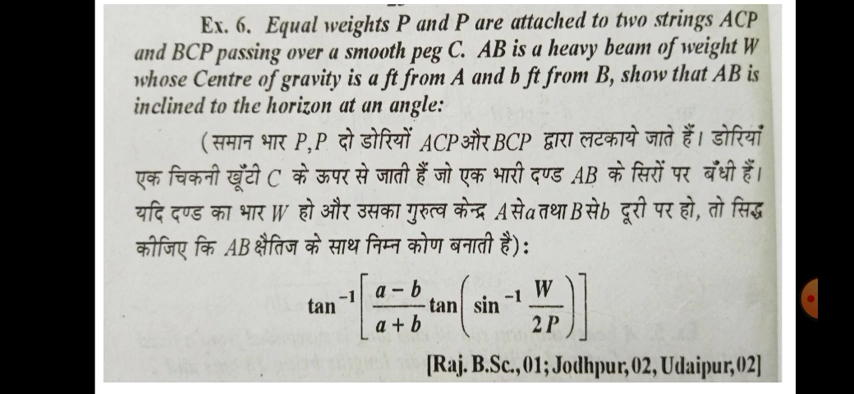 Ex. 6. Equal weights P and P are attached to two strings ACP
and BCP passing over a smooth peg C. AB is a heavy beam of weight W
whose Centre of gravity is a ft from A and b ft from B, show that AB is
inclined to the horizon at an angle:
(समान भार P, P दो डोरियों ACP और BCP द्वारा लटकाये जाते हैं। डोरियाँ
एक चिकनी खूँटी C के ऊपर से जाती हैं जो एक भारी दण्ड AB के सिरों पर बँधी हैं।
यदि दण्ड का भार W हो और उसका गुरुत्व केन्द्र A से a तथा B से b दूरी पर हो, तो सिद्ध
कीजिए कि AB क्षैतिज के साथ निम्न कोण बनाती है):
tan⁻¹[(a – b)/(a + b) tan(sin⁻¹ W/2P)]
[Raj. B.Sc., 01; Jodhpur, 02, Udaipur, 02]